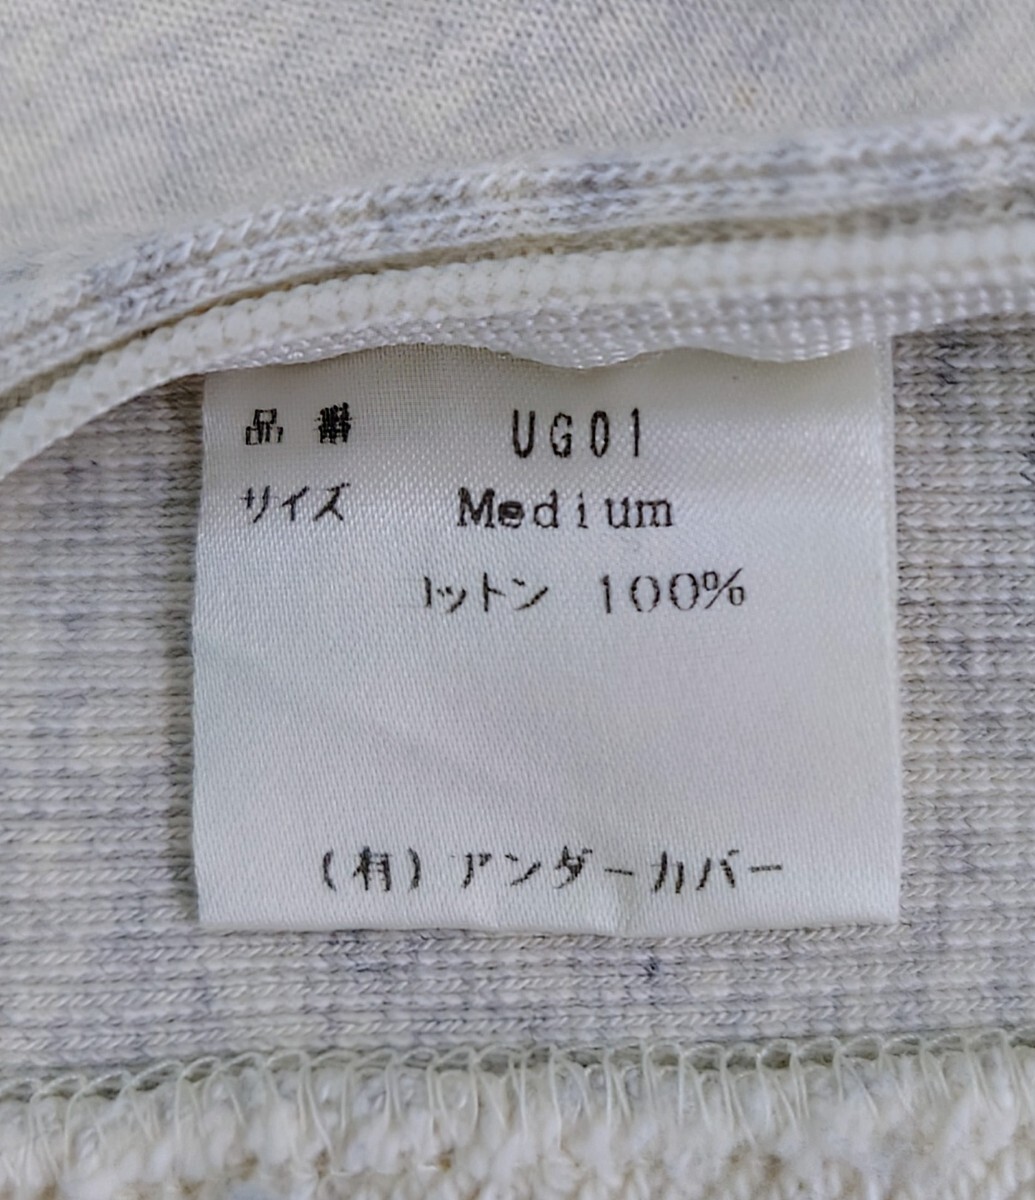 品番 UG01
サイズ Medium
コットン 100%
(有)アンダーカバー